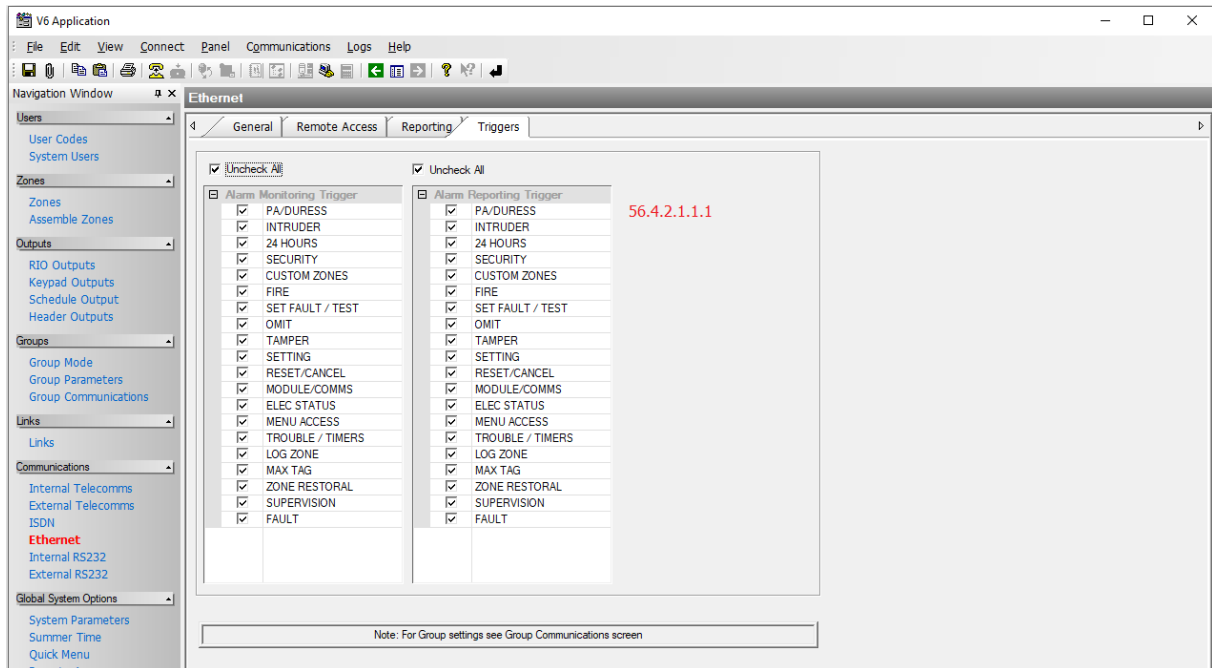 V6 Application
File Edit View Connect Panel Communications Logs Help
Navigation Window
Ethernet
Users
User Codes
System Users
Zones
Zones
Assemble Zones
Outputs
RIO Outputs
Keypad Outputs
Schedule Output
Header Outputs
Groups
Group Mode
Group Parameters
Group Communications
Links
Links
Communications
Internal Telecomms
External Telecomms
ISDN
Ethernet
Internal RS232
External RS232
Global System Options
System Parameters
Summer Time
Quick Menu
General Remote Access Reporting Triggers
Uncheck All
Alarm Monitoring Trigger
PA/DURESS
INTRUDER
24 HOURS
SECURITY
CUSTOM ZONES
FIRE
SET FAULT / TEST
OMIT
TAMPER
SETTING
RESET/CANCEL
MODULE/COMMS
ELEC STATUS
MENU ACCESS
TROUBLE / TIMERS
LOG ZONE
MAX TAG
ZONE RESTORAL
SUPERVISION
FAULT
Uncheck All
Alarm Reporting Trigger
PA/DURESS
INTRUDER
24 HOURS
SECURITY
CUSTOM ZONES
FIRE
SET FAULT / TEST
OMIT
TAMPER
SETTING
RESET/CANCEL
MODULE/COMMS
ELEC STATUS
MENU ACCESS
TROUBLE / TIMERS
LOG ZONE
MAX TAG
ZONE RESTORAL
SUPERVISION
FAULT
56.4.2.1.1.1
Note: For Group settings see Group Communications screen